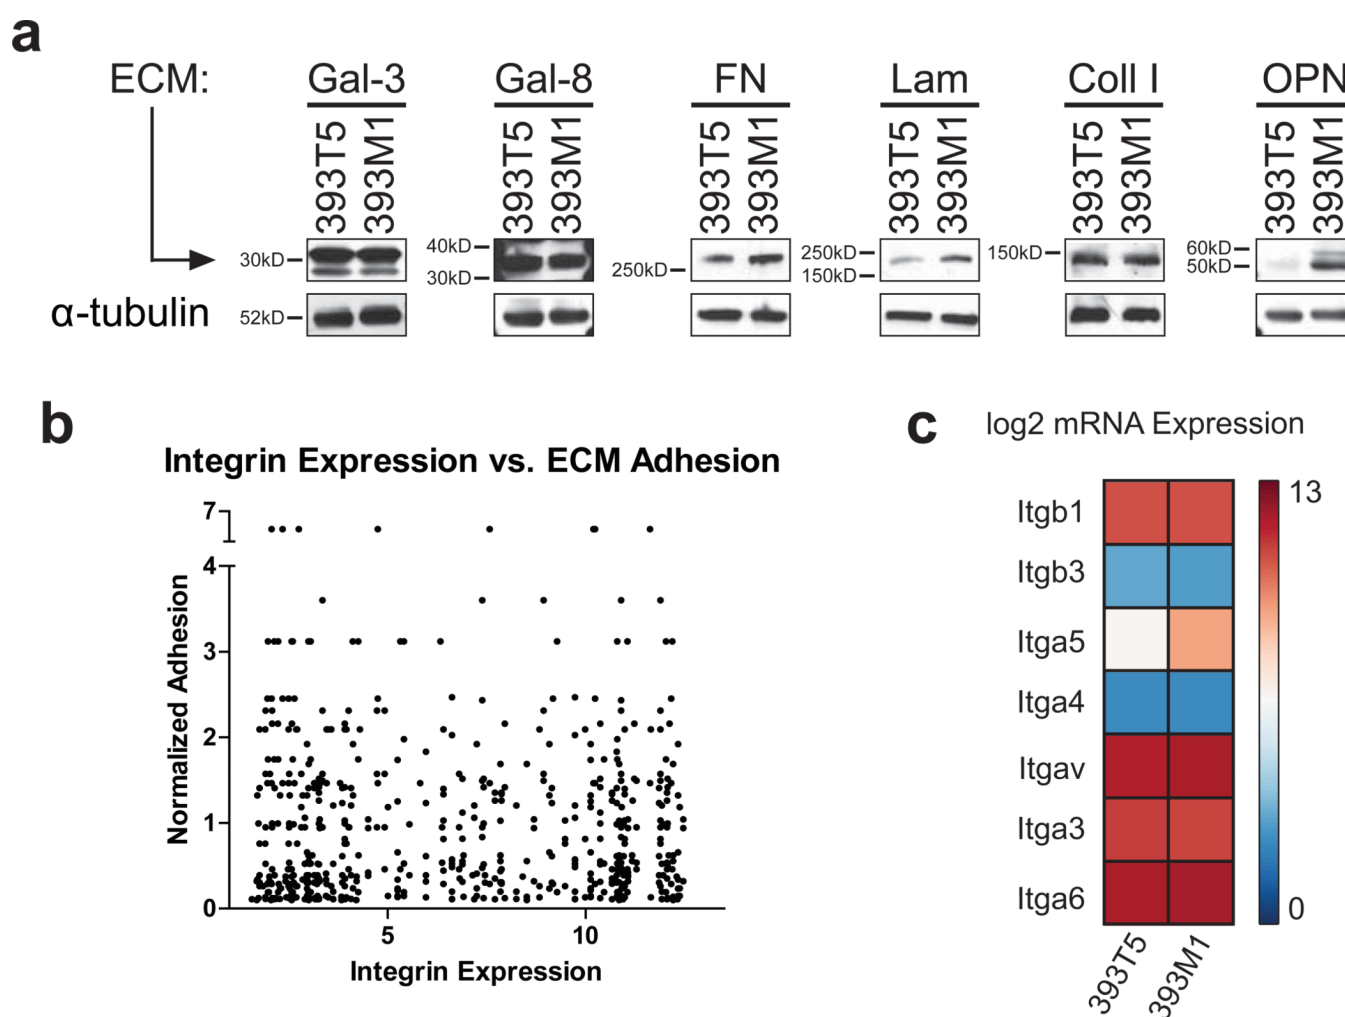 a
ECM: Gal-3 Gal-8 FN Lam Coll I OPN
393T5 393M1 393T5 393M1 393T5 393M1 393T5 393M1 393T5 393M1 393T5 393M1
30kD 40kD 30kD 250kD 250kD 150kD 150kD 60kD 50kD
α-tubulin 52kD
b
Integrin Expression vs. ECM Adhesion
Normalized Adhesion
7
4
3
2
1
0
5 10
Integrin Expression
c
log2 mRNA Expression
Itgb1
Itgb3
Itga5
Itga4
Itgav
Itga3
Itga6
13
0
393T5 393M1